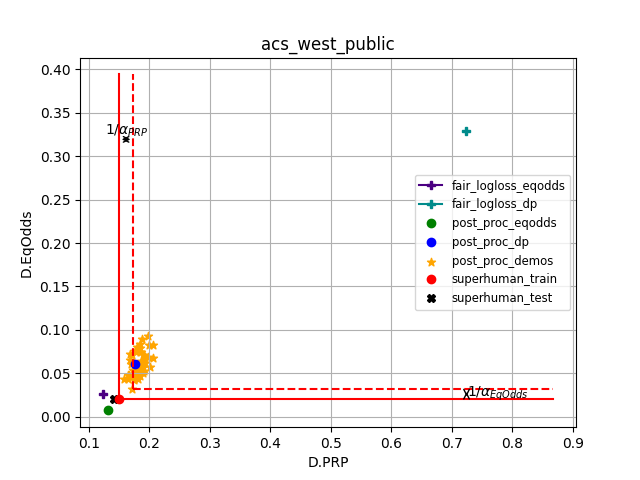 acs_west_public
0.40
0.35
0.30
0.25
0.20
0.15
0.10
0.05
0.00
D.EqOdds
1/α_PRP
fair_logloss_eqodds
fair_logloss_dp
post_proc_eqodds
post_proc_dp
post_proc_demos
superhuman_train
superhuman_test
1/α_EqOdds
0.1 0.2 0.3 0.4 0.5 0.6 0.7 0.8 0.9
D.PRP